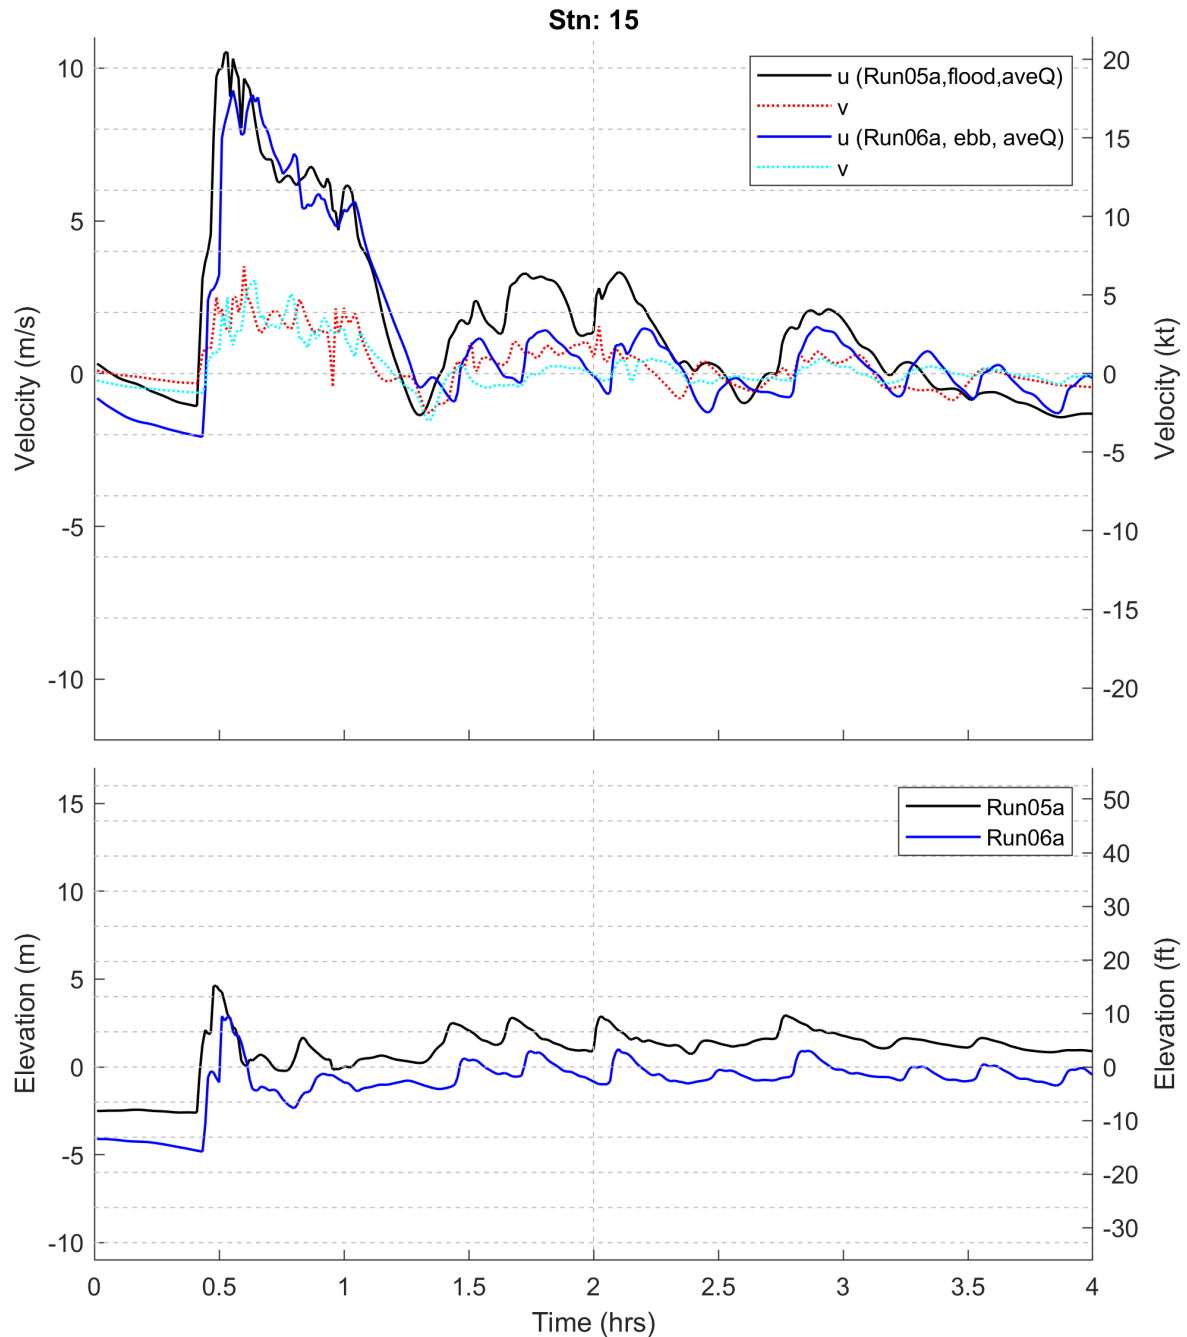 Stn: 15
u (Run05a,flood,aveQ)
v
u (Run06a, ebb, aveQ)
v
10
5
0
-5
-10
Velocity (m/s)
20
15
10
5
0
-5
-10
-15
-20
Velocity (kt)
Run05a
Run06a
15
10
5
0
-5
-10
Elevation (m)
50
40
30
20
10
0
-10
-20
-30
Elevation (ft)
0 0.5 1 1.5 2 2.5 3 3.5 4
Time (hrs)